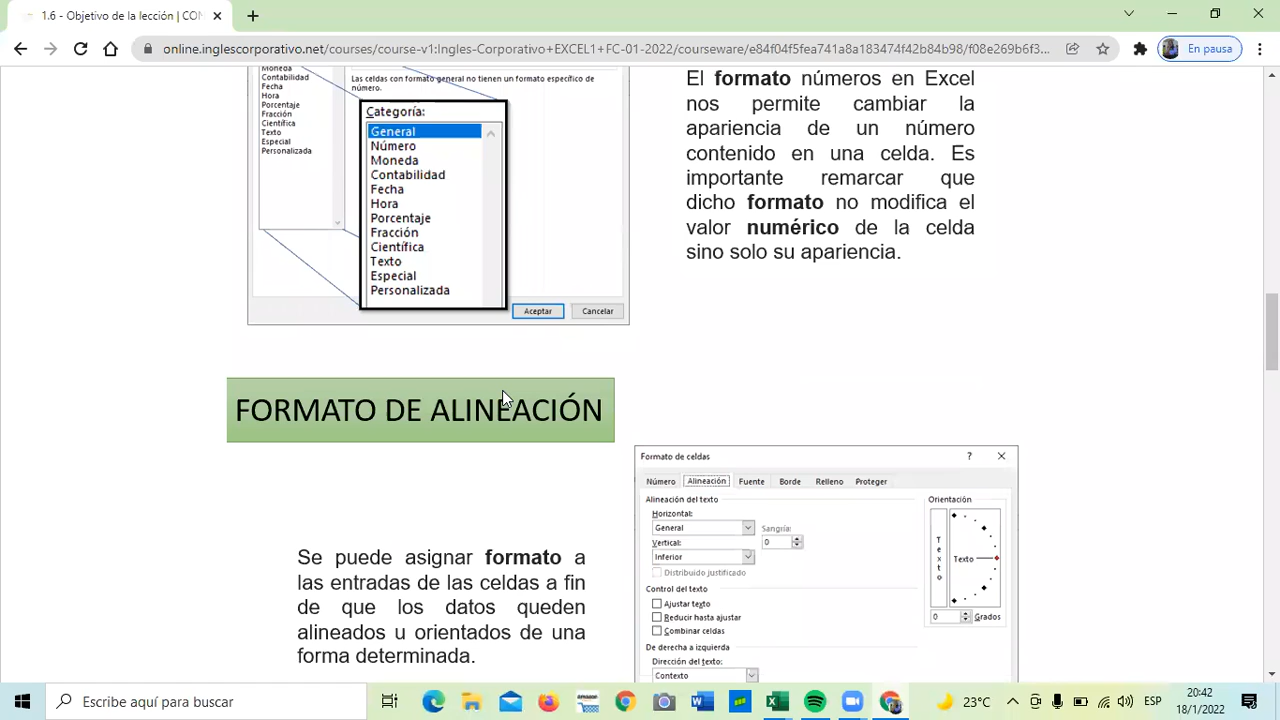 1.6 - Objetivo de la lección | CON
online.inglescorporativo.net/courses/course-v1:Ingles-Corporativo+EXCEL1+FC-01-2022/courseware/e84f04f5fea741a8a183474f42b84b98/f08e269b6f3...
En pausa
Moneda
Contabilidad
Fecha
Hora
Porcentaje
Fracción
Científica
Texto
Especial
Personalizada
Las celdas con formato general no tienen un formato específico de
número.
Categoría:
General
Número
Moneda
Contabilidad
Fecha
Hora
Porcentaje
Fracción
Científica
Texto
Especial
Personalizada
Aceptar
Cancelar
El formato números en Excel
nos permite cambiar la
apariencia de un número
contenido en una celda. Es
importante remarcar que
dicho formato no modifica el
valor numérico de la celda
sino solo su apariencia.
FORMATO DE ALINEACIÓN
Se puede asignar formato a
las entradas de las celdas a fin
de que los datos queden
alineados u orientados de una
forma determinada.
Formato de celdas
?
Número Alineación Fuente Borde Relleno Proteger
Alineación del texto
Horizontal:
General
Sangría:
Vertical:
0
Inferior
Distribuido justificado
Control del texto
Ajustar texto
Reducir hasta ajustar
Combinar celdas
De derecha a izquierda
Dirección del texto:
Contexto
Orientación
Texto
Texto
0 Grados
Escribe aquí para buscar
amazon
23°C
ESP
20:42
18/1/2022